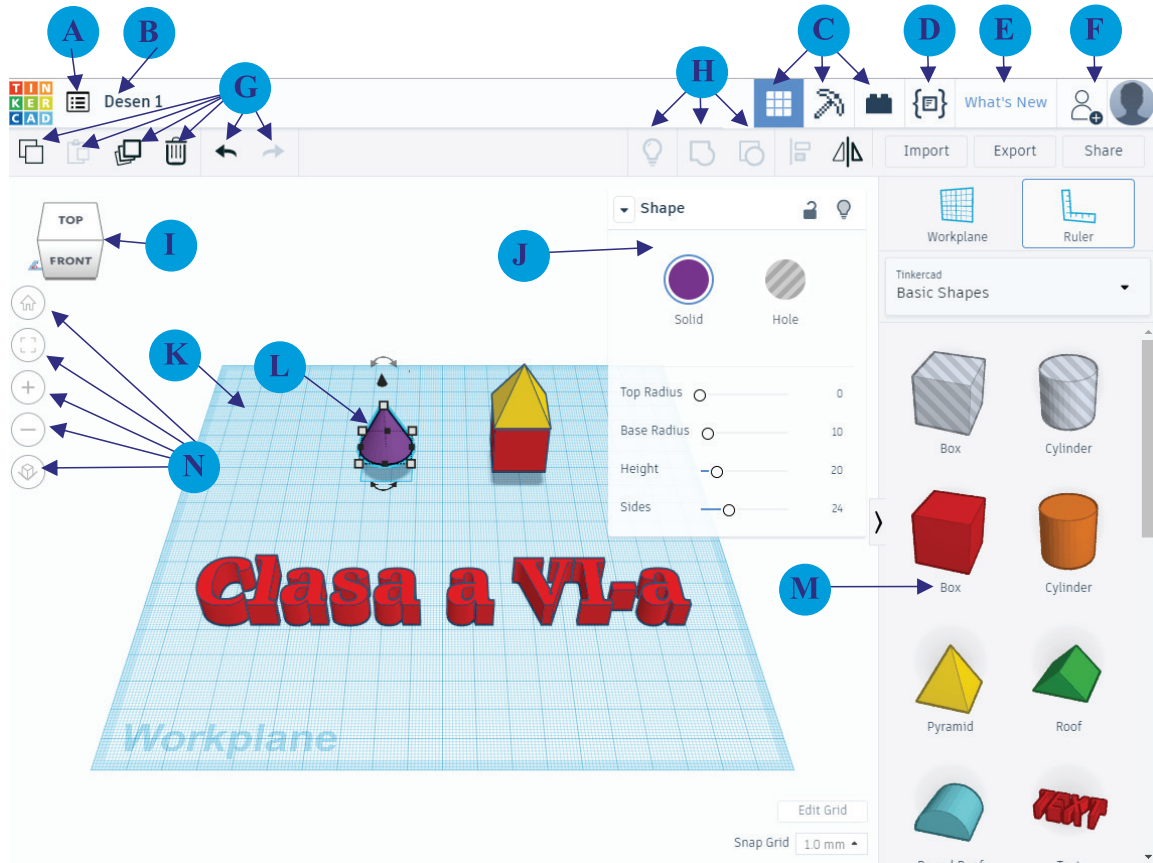 A
B
C
D
E
F
G
H
TIN
KER
CAD
Desen 1
What's New
Import
Export
Share
TOP
FRONT
I
Shape
J
Solid
Hole
Workplane
Ruler
Tinkercad
Basic Shapes
K
L
N
Top Radius 0
Base Radius 10
Height 20
Sides 24
Box
Cylinder
M
Box
Cylinder
Clasa a VI-a
Pyramid
Roof
Workplane
TEXT
Edit Grid
Snap Grid 1.0 mm